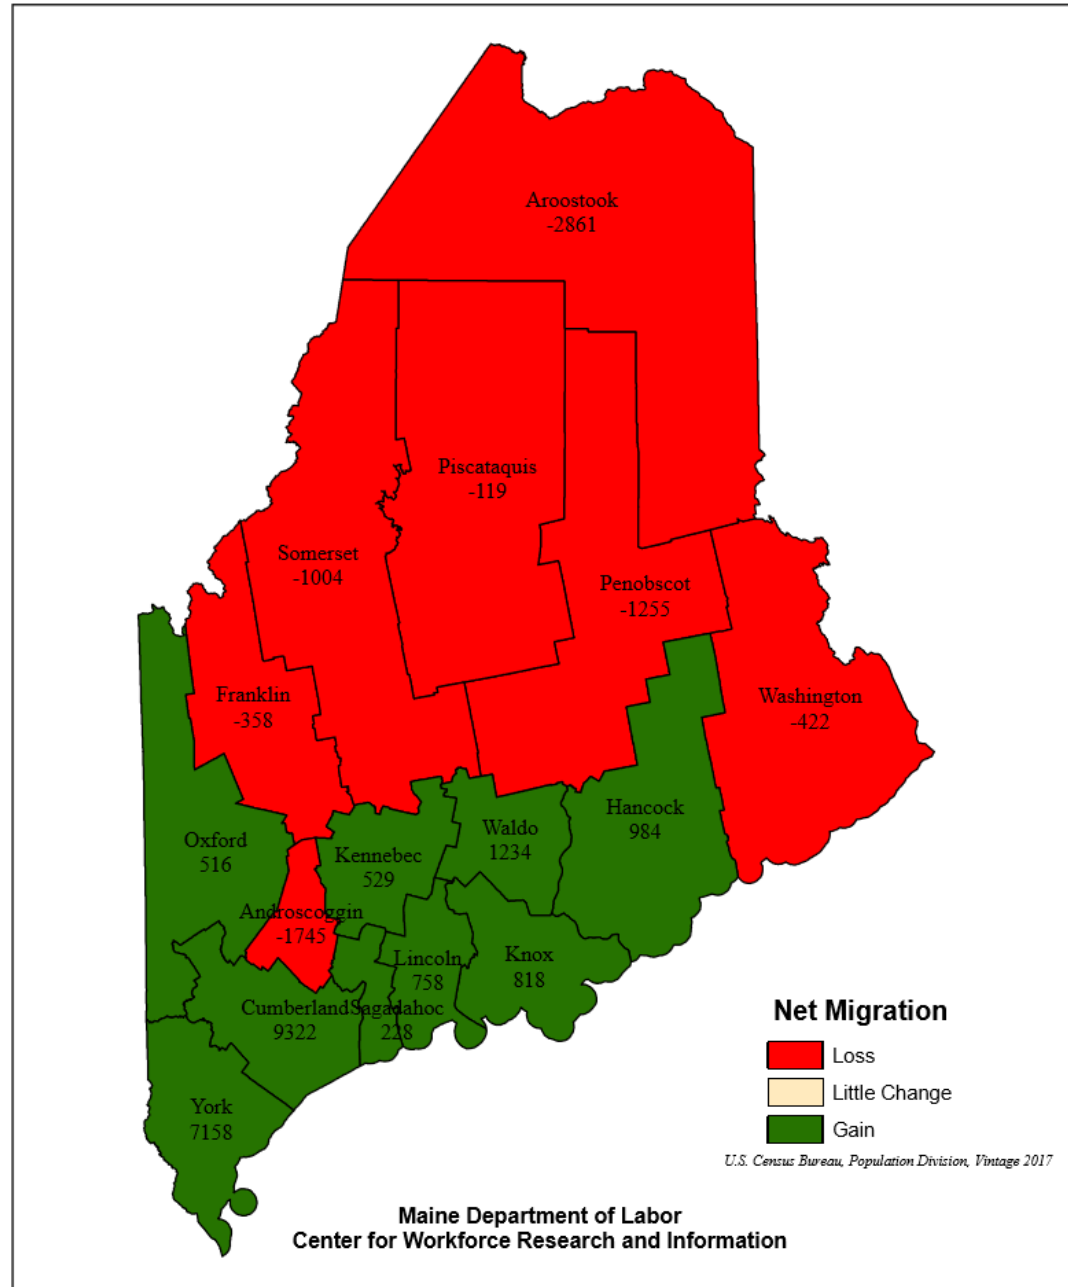 Aroostook
-2861
Piscataquis
-119
Somerset
-1004
Penobscot
-1255
Franklin
-358
Washington
-422
Hancock
984
Waldo
1234
Oxford
516
Kennebec
529
Androscoggin
-1745
Lincoln
758
Knox
818
Cumberland
9322
Sagadahoc
228
York
7158
Net Migration
Loss
Little Change
Gain
U.S. Census Bureau, Population Division, Vintage 2017
Maine Department of Labor
Center for Workforce Research and Information